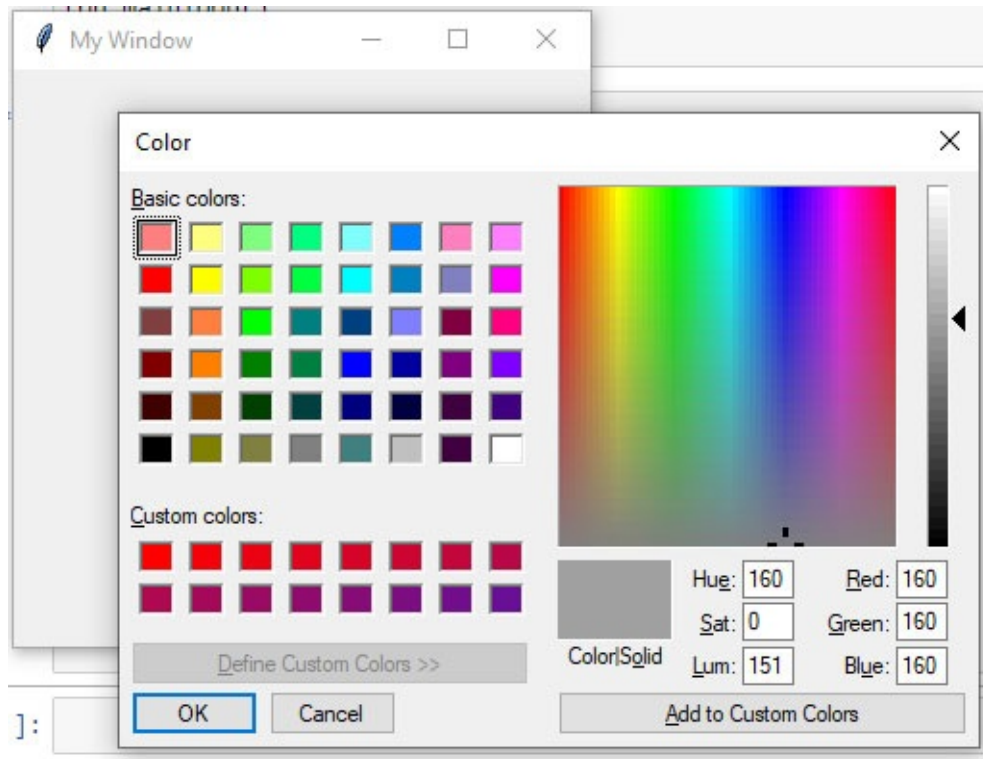 My Window
Color
Basic colors:
Custom colors:
Define Custom Colors >>
OK Cancel
Color|Solid
Hue: 160 Red: 160
Sat: 0 Green: 160
Lum: 151 Blue: 160
Add to Custom Colors
]: